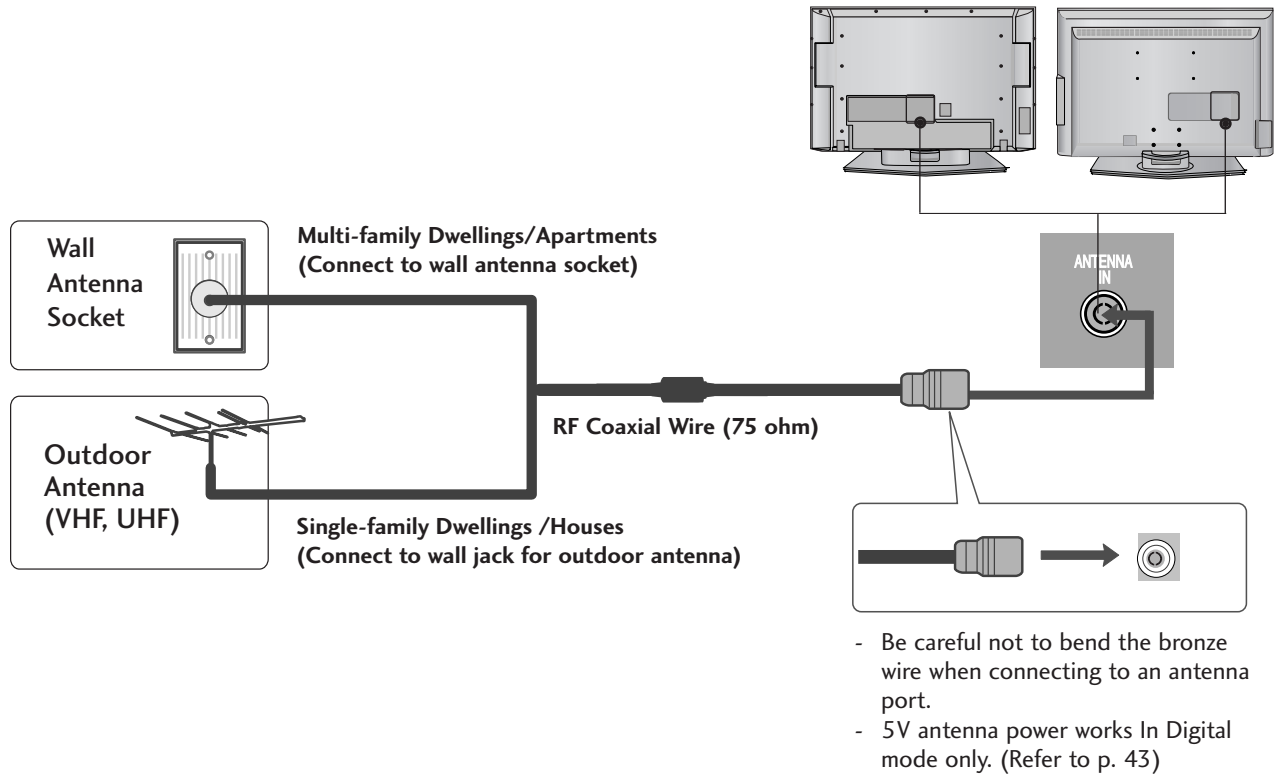 ANTENNA
IN
Wall
Antenna
Socket
Multi-family Dwellings/Apartments
(Connect to wall antenna socket)
RF Coaxial Wire (75 ohm)
Outdoor
Antenna
(VHF, UHF)
Single-family Dwellings /Houses
(Connect to wall jack for outdoor antenna)
- Be careful not to bend the bronze
wire when connecting to an antenna
port.
- 5V antenna power works In Digital
mode only. (Refer to p. 43)